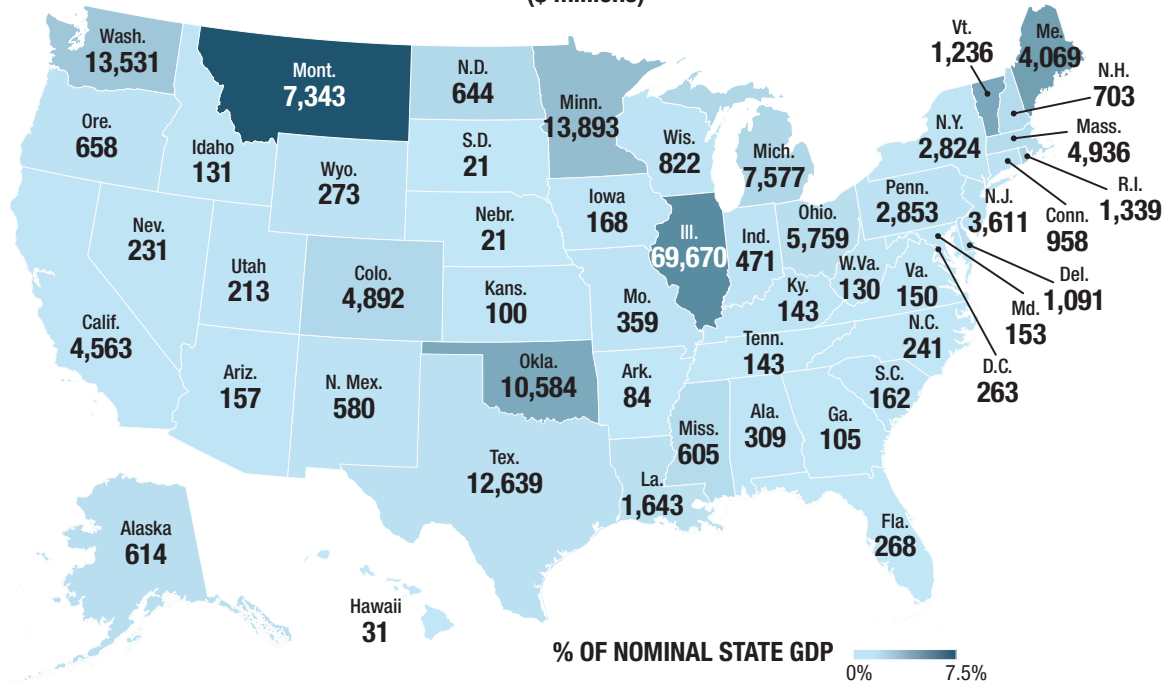 ($ millions)
Wash.
13,531
Mont.
7,343
N.D.
644
Minn.
13,893
Vt.
1,236
Me.
4,069
N.H.
703
Ore.
658
Idaho
131
S.D.
21
Wis.
822
Mich.
7,577
N.Y.
2,824
Mass.
4,936
Wyo.
273
Iowa
168
Nebr.
21
Ill.
69,670
Ind.
471
Ohio.
5,759
Penn.
2,853
N.J.
3,611
Conn.
958
R.I.
1,339
Nev.
231
Utah
213
Colo.
4,892
Kans.
100
Mo.
359
Ky.
143
W.Va.
130
Va.
150
Md.
153
Del.
1,091
Calif.
4,563
Ariz.
157
N. Mex.
580
Okla.
10,584
Ark.
84
Tenn.
143
N.C.
241
S.C.
162
D.C.
263
Tex.
12,639
La.
1,643
Miss.
605
Ala.
309
Ga.
105
Fla.
268
Alaska
614
Hawaii
31
% OF NOMINAL STATE GDP
0% 7.5%